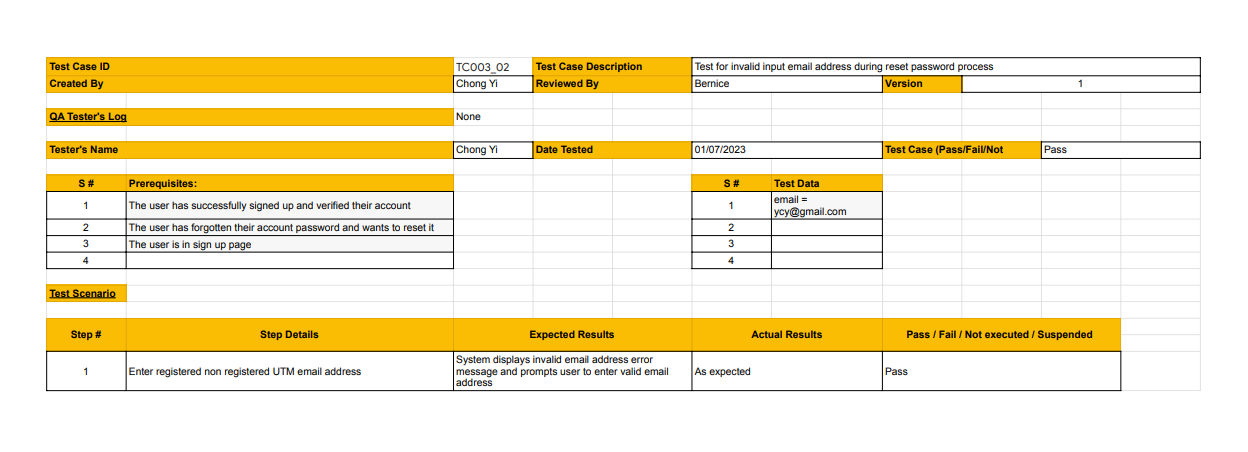 Test Case ID TC003_02 Test Case Description Test for invalid input email address during reset password process
Created By Chong Yi Reviewed By Bernice Version 1
QA Tester's Log None
Tester's Name Chong Yi Date Tested 01/07/2023 Test Case (Pass/Fail/Not Pass
S # Prerequisites: S # Test Data
1 The user has successfully signed up and verified their account 1 email =
ycy@gmail.com
2 The user has forgotten their account password and wants to reset it 2
3 The user is in sign up page 3
4 4
Test Scenario
Step # Step Details Expected Results Actual Results Pass / Fail / Not executed / Suspended
System displays invalid email address error
1 Enter registered non registered UTM email address message and prompts user to enter valid email As expected Pass
address